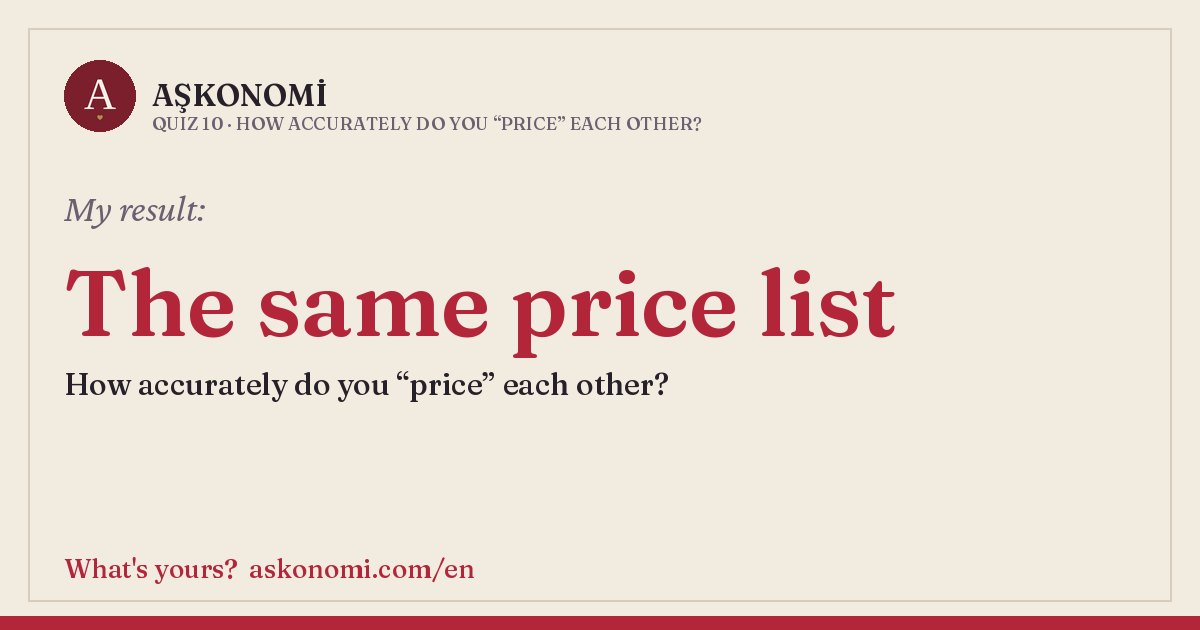 A
AŞKONOMİ
QUIZ 10 · HOW ACCURATELY DO YOU “PRICE” EACH OTHER?
My result:
The same price list
How accurately do you “price” each other?
What's yours? askonomi.com/en